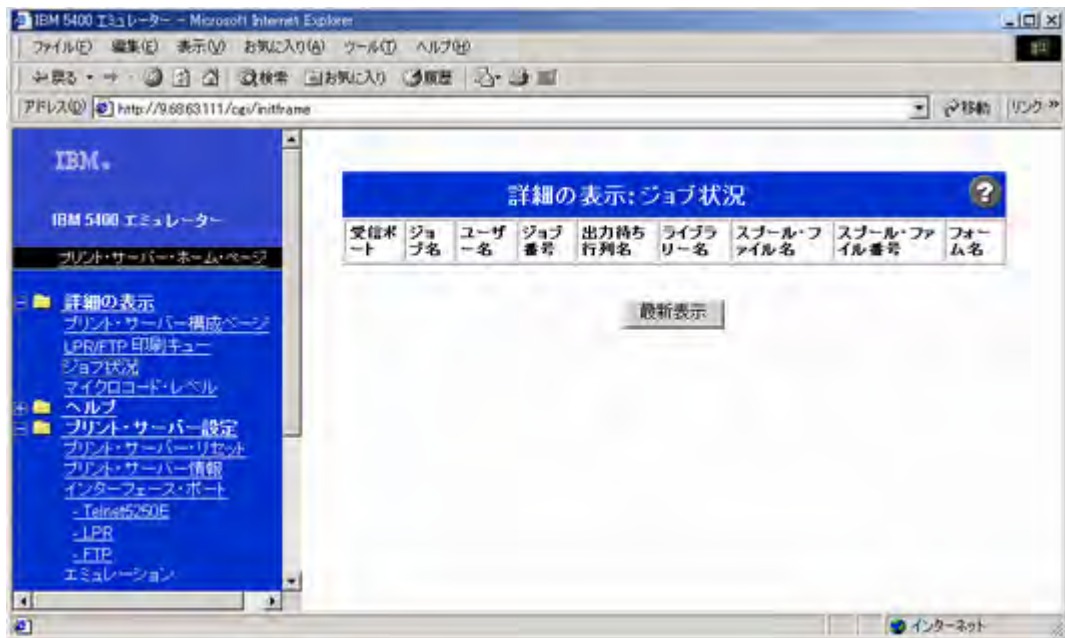 IBM 5400 エミュレーター - Microsoft Internet Explorer
ファイル(F) 編集(E) 表示(V) お気に入り(A) ツール(T) ヘルプ(H)
戻る 検索 お気に入り 履歴
アドレス(D) http://9.68.63.111/cgi/initframe 移動 リンク »
IBM
IBM 5400 エミュレーター
プリント・サーバー・ホーム・ページ
詳細の表示
プリント・サーバー構成ページ
LPR/FTP 印刷キュー
ジョブ状況
マイクロコード・レベル
ヘルプ
プリント・サーバー設定
プリント・サーバー・リセット
プリント・サーバー情報
インターフェース・ポート
- Telnet5250E
- LPR
- FTP
エミュレーション
詳細の表示: ジョブ状況
?
受信ポート ジョブ名 ユーザー名 ジョブ番号 出力待ち行列名 ライブラリー名 スプール・ファイル名 スプール・ファイル番号 フォーム名
最新表示
インターネット